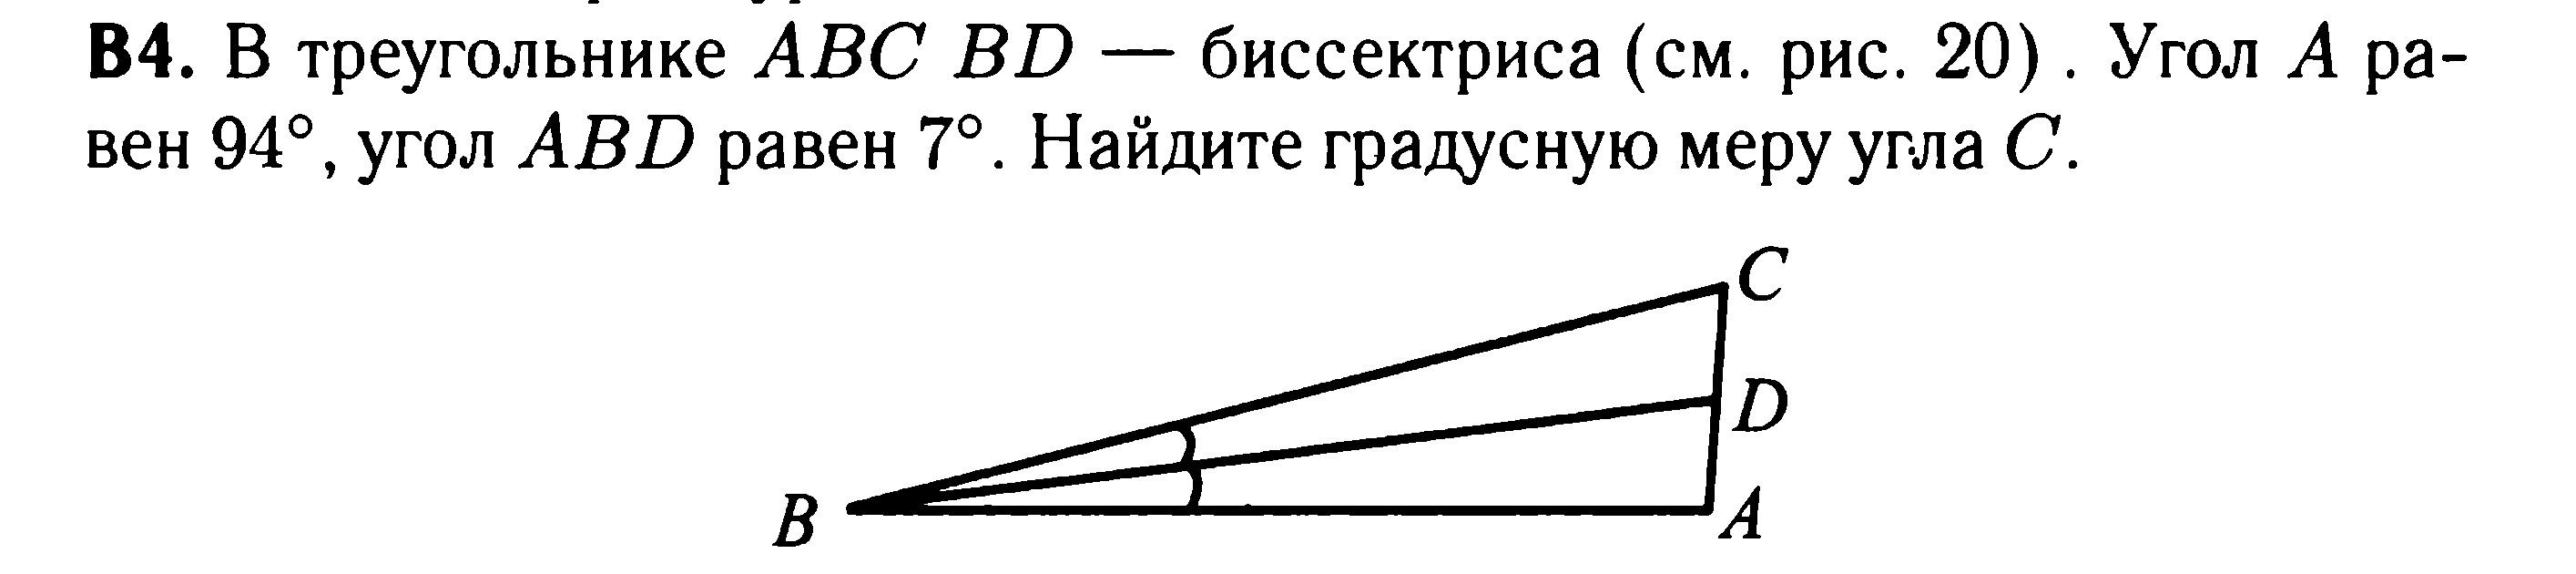 В4. В треугольнике ABC BD — биссектриса (см. рис. 20) . Угол A ра-
вен 94°, угол ABD равен 7°. Найдите градусную меру угла C.
C
D
B
A